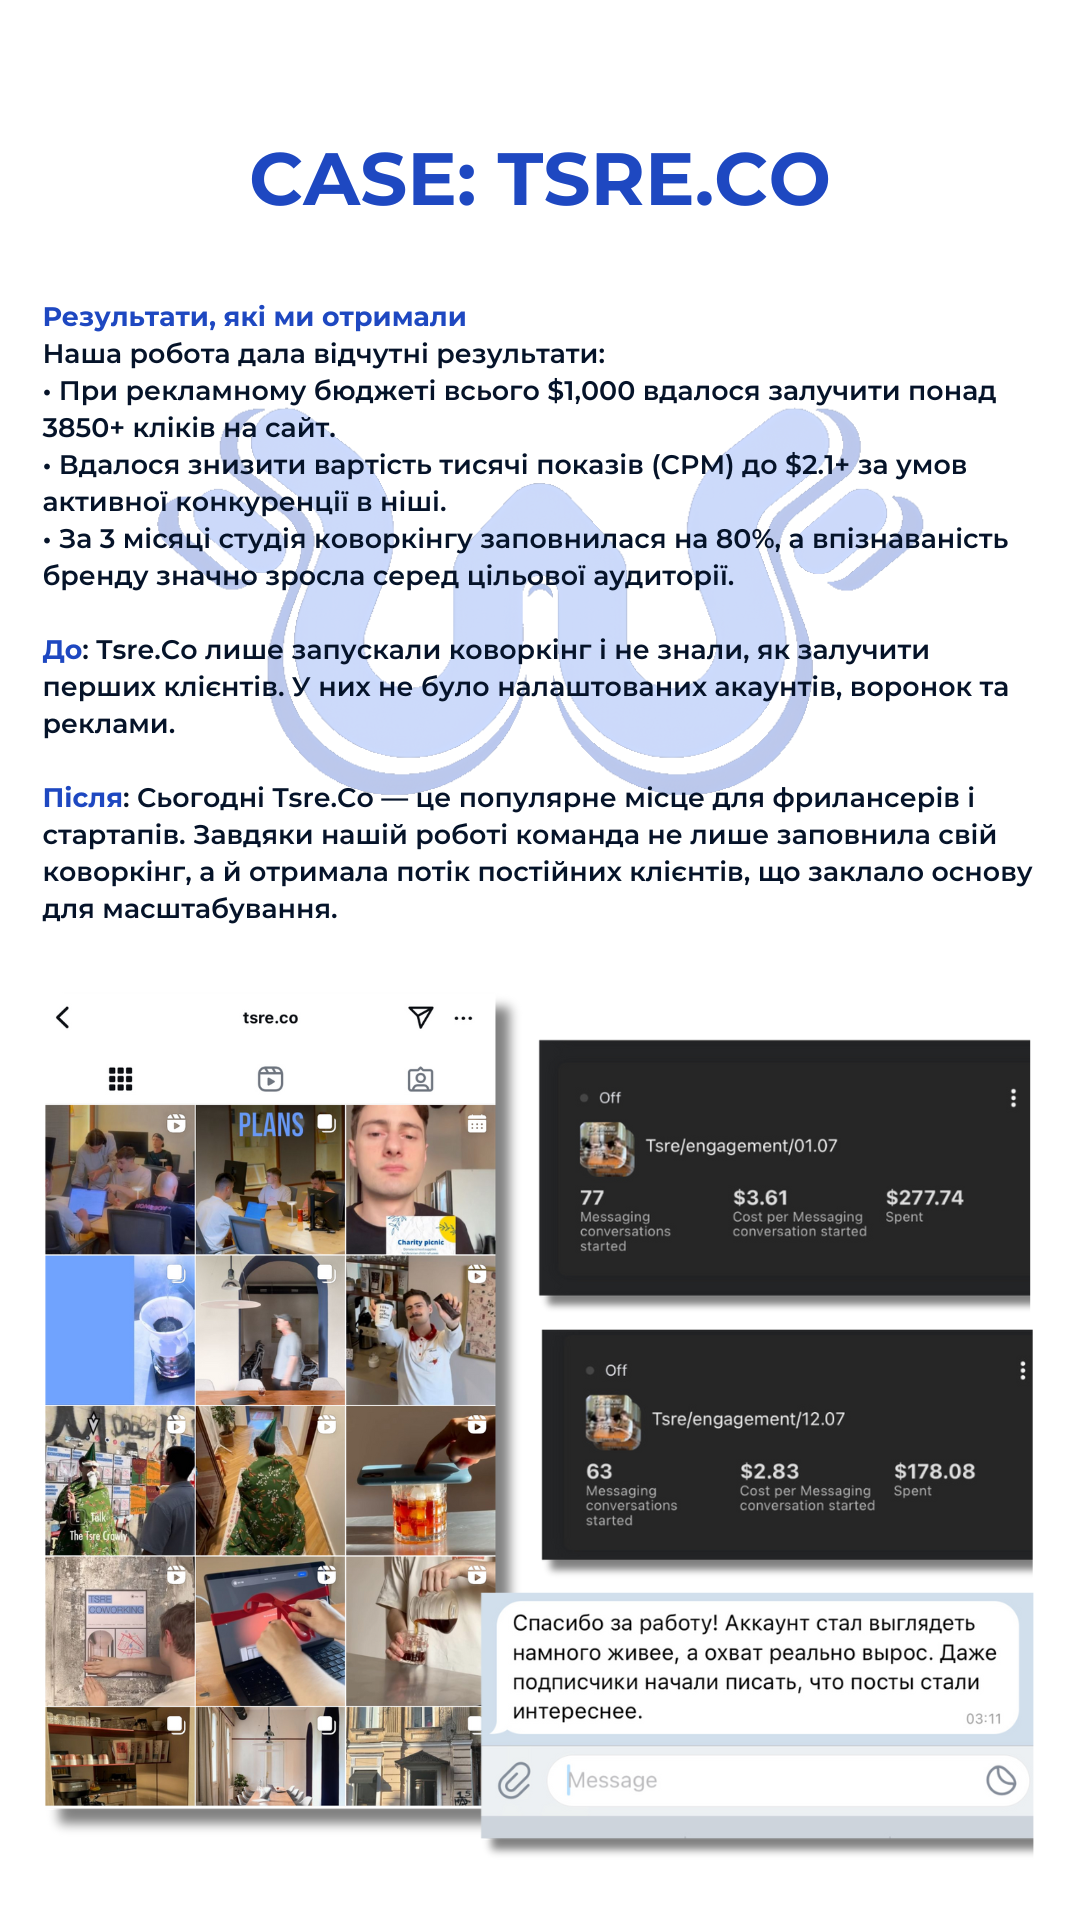 CASE: TSRE.CO
Результати, які ми отримали
Наша робота дала відчутні результати:
• При рекламному бюджеті всього $1,000 вдалося залучити понад
3850+ кліків на сайт.
• Вдалося знизити вартість тисячі показів (CPM) до $2.1+ за умов
активної конкуренції в ніші.
• За 3 місяці студія коворкінгу заповнилася на 80%, а впізнаваність
бренду значно зросла серед цільової аудиторії.
До: Tsre.Co лише запускали коворкінг і не знали, як залучити
перших клієнтів. У них не було налаштованих акаунтів, воронок та
реклами.
Після: Сьогодні Tsre.Co — це популярне місце для фрилансерів і
стартапів. Завдяки нашій роботі команда не лише заповнила свій
коворкінг, а й отримала потік постійних клієнтів, що заклало основу
для масштабування.
tsre.co
PLANS
Charity picnic
Talk
The Tsre Crawly
TSRE
COWORKING
Off
Tsre/engagement/01.07
77 $3.61 $277.74
Messaging Cost per Messaging Spent
conversations conversation started
started
Off
Tsre/engagement/12.07
63 $2.83 $178.08
Messaging Cost per Messaging Spent
conversations conversation started
started
Спасибо за работу! Аккаунт стал выглядеть
намного живее, а охват реально вырос. Даже
подписчики начали писать, что посты стали
интереснее.
03:11
Message